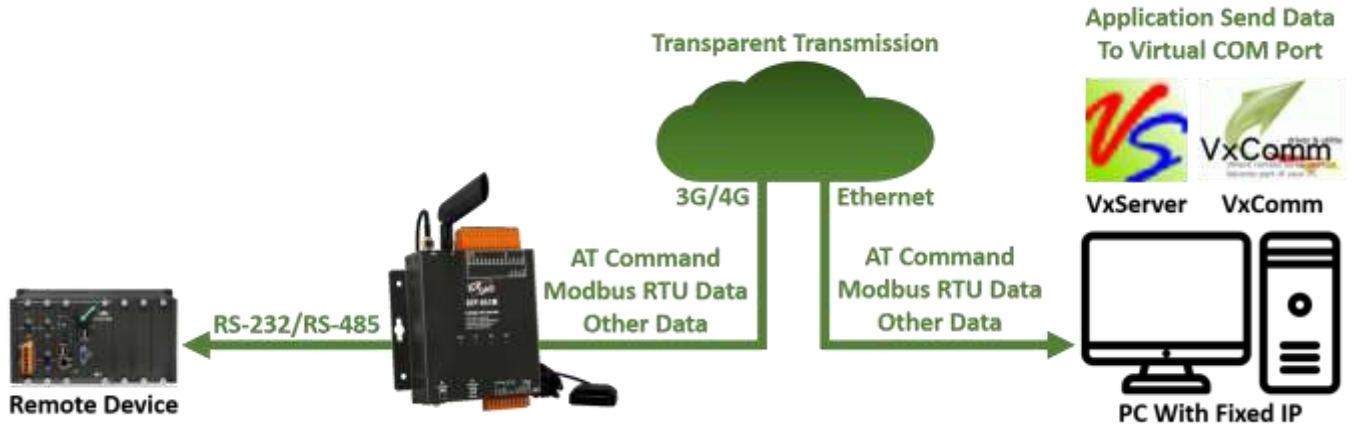 Application Send Data
To Virtual COM Port
Transparent Transmission
VS
VxComm
VxServer
VxComm
3G/4G
Ethernet
AT Command
Modbus RTU Data
Other Data
AT Command
Modbus RTU Data
Other Data
RS-232/RS-485
Remote Device
PC With Fixed IP